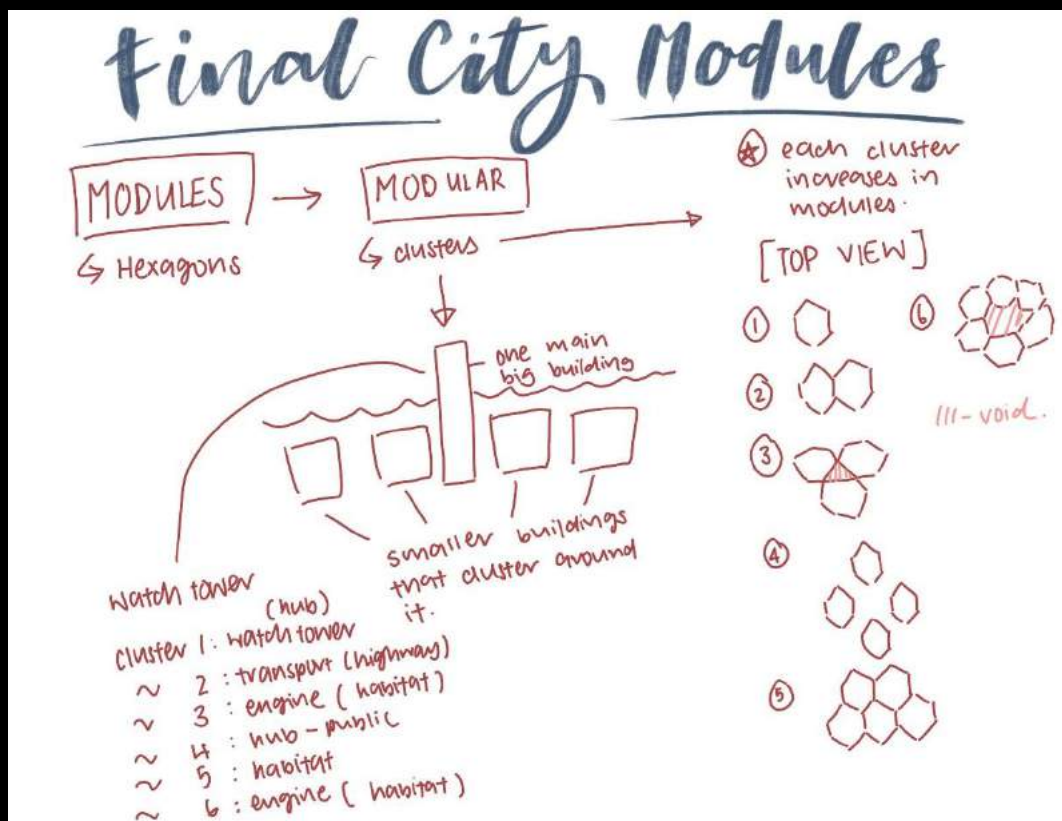 Final City Modules
MODULES
↳ Hexagons
→
MODULAR
↳ clusters
one main
big building
smaller buildings
that cluster around
it.
watch tower
(hub)
cluster 1: watch tower
~ 2 : transport (highway)
~ 3 : engine ( habitat )
~ 4 : hub - public
~ 5 : habitat
~ 6 : engine ( habitat )
each cluster
increases in
modules.
[TOP VIEW]
1
2
3
4
5
6
/// - void.